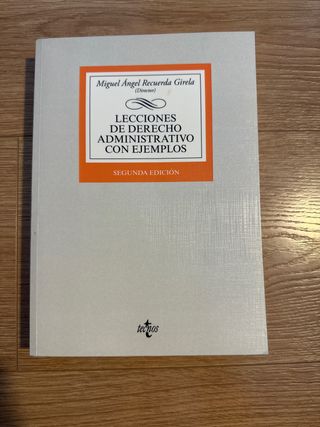 Miguel Ángel Recuerda Girela
(Director)
LECCIONES
DE DERECHO
ADMINISTRATIVO
CON EJEMPLOS
SEGUNDA EDICIÓN
tecnos